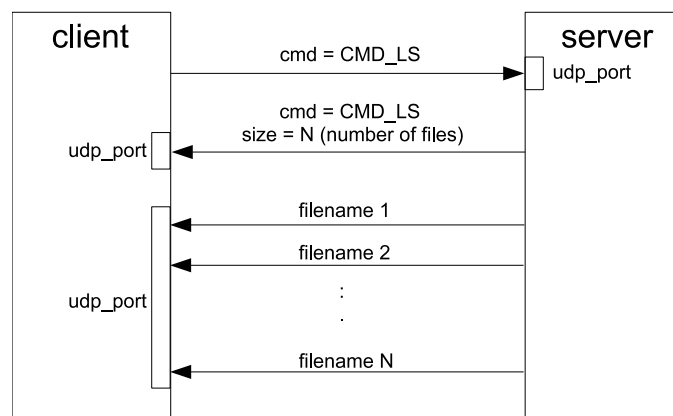 client
server
cmd = CMD_LS
udp_port
cmd = CMD_LS
size = N (number of files)
udp_port
filename 1
filename 2
udp_port
:
.
filename N